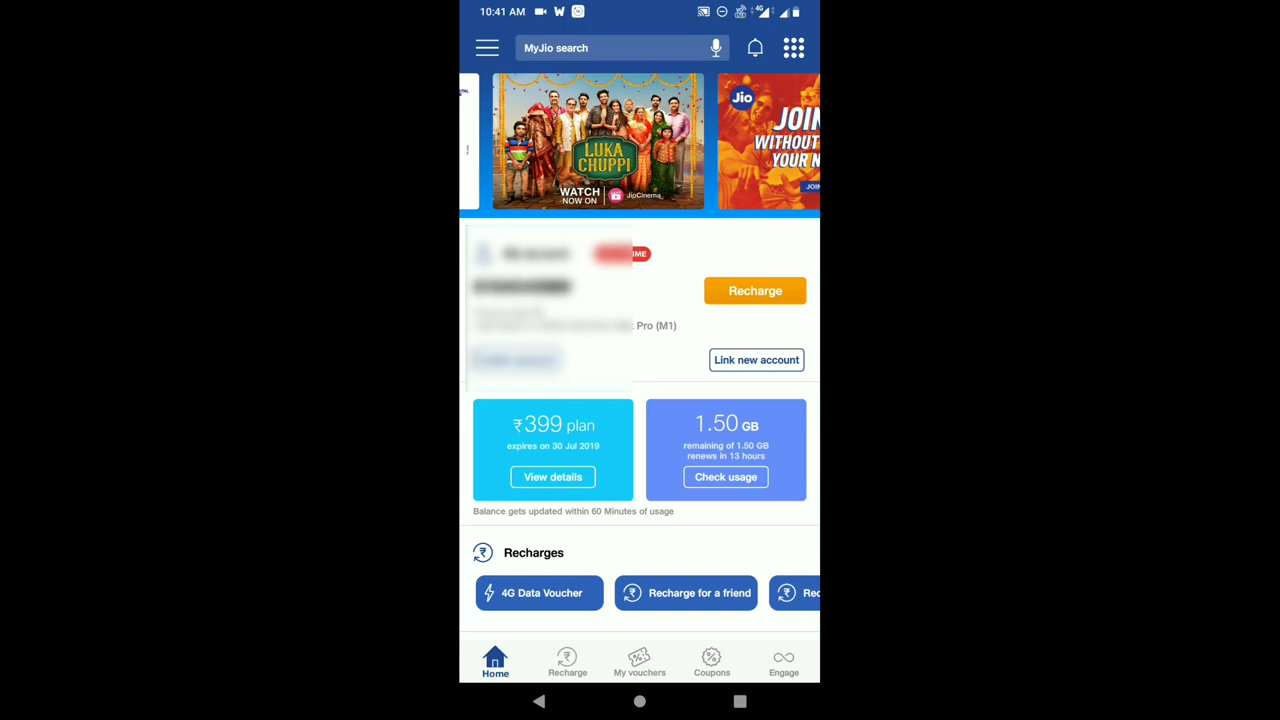 10:41 AM
4G
MyJio search
LUKA
CHUPPI
WATCH
NOW ON
JioCinema
Jio
JOIN
WITHOUT
YOUR N
JOIN
IME
Recharge
Pro (M1)
Link new account
₹399 plan
expires on 30 Jul 2019
View details
1.50 GB
remaining of 1.50 GB
renews in 13 hours
Check usage
Balance gets updated within 60 Minutes of usage
Recharges
4G Data Voucher
Recharge for a friend
Rec
Home
Recharge
My vouchers
Coupons
Engage